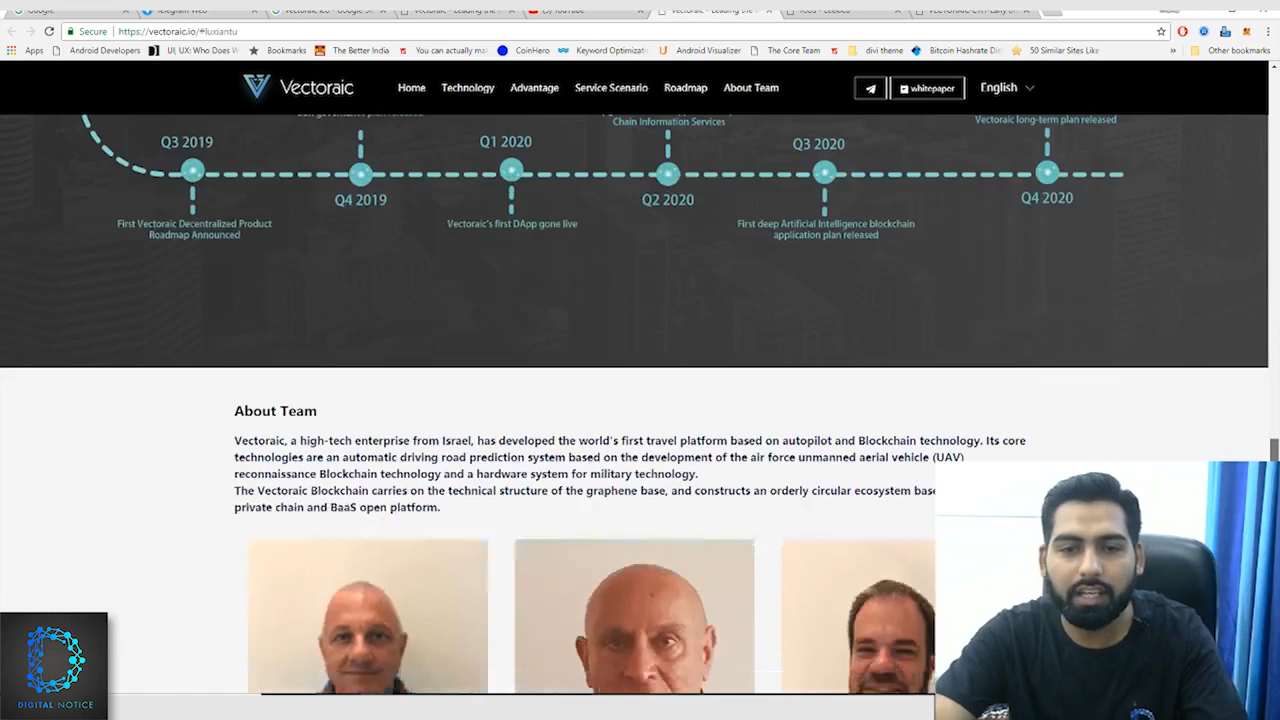 Secure
https://vectoraic.io/#luxiantu
Apps
Android Developers
UI, UX: Who Does W
Bookmarks
The Better India
You can actually mak
CoinHero
Keyword Optimizatic
Android Visualizer
The Core Team
divi theme
Bitcoin Hashrate Dis
50 Similar Sites Like
»
Other bookmarks
Vectoraic
Home
Technology
Advantage
Service Scenario
Roadmap
About Team
whitepaper
English
Chain Information Services
Vectoraic long-term plan released
Q3 2019
Q1 2020
Q3 2020
Q4 2019
Q2 2020
Q4 2020
First Vectoraic Decentralized Product
Roadmap Announced
Vectoraic's first DApp gone live
First deep Artificial Intelligence blockchain
application plan released
About Team
Vectoraic, a high-tech enterprise from Israel, has developed the world's first travel platform based on autopilot and Blockchain technology. Its core
technologies are an automatic driving road prediction system based on the development of the air force unmanned aerial vehicle (UAV)
reconnaissance Blockchain technology and a hardware system for military technology.
The Vectoraic Blockchain carries on the technical structure of the graphene base, and constructs an orderly circular ecosystem base
private chain and BaaS open platform.
DIGITAL NOTICE